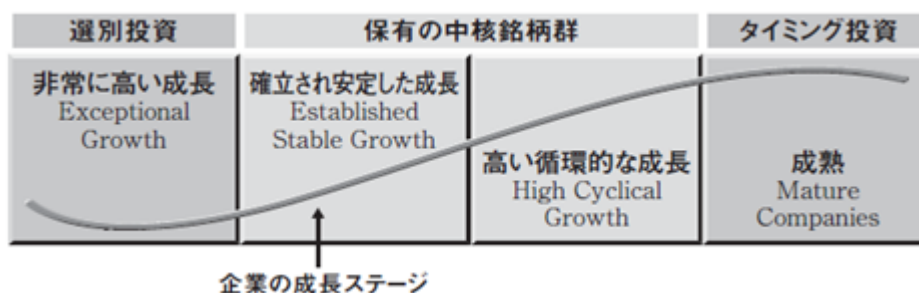 選別投資
保有の中核銘柄群
タイミング投資
非常に高い成長
Exceptional
Growth
確立され安定した成長
Established
Stable Growth
高い循環的な成長
High Cyclical
Growth
成熟
Mature
Companies
企業の成長ステージ